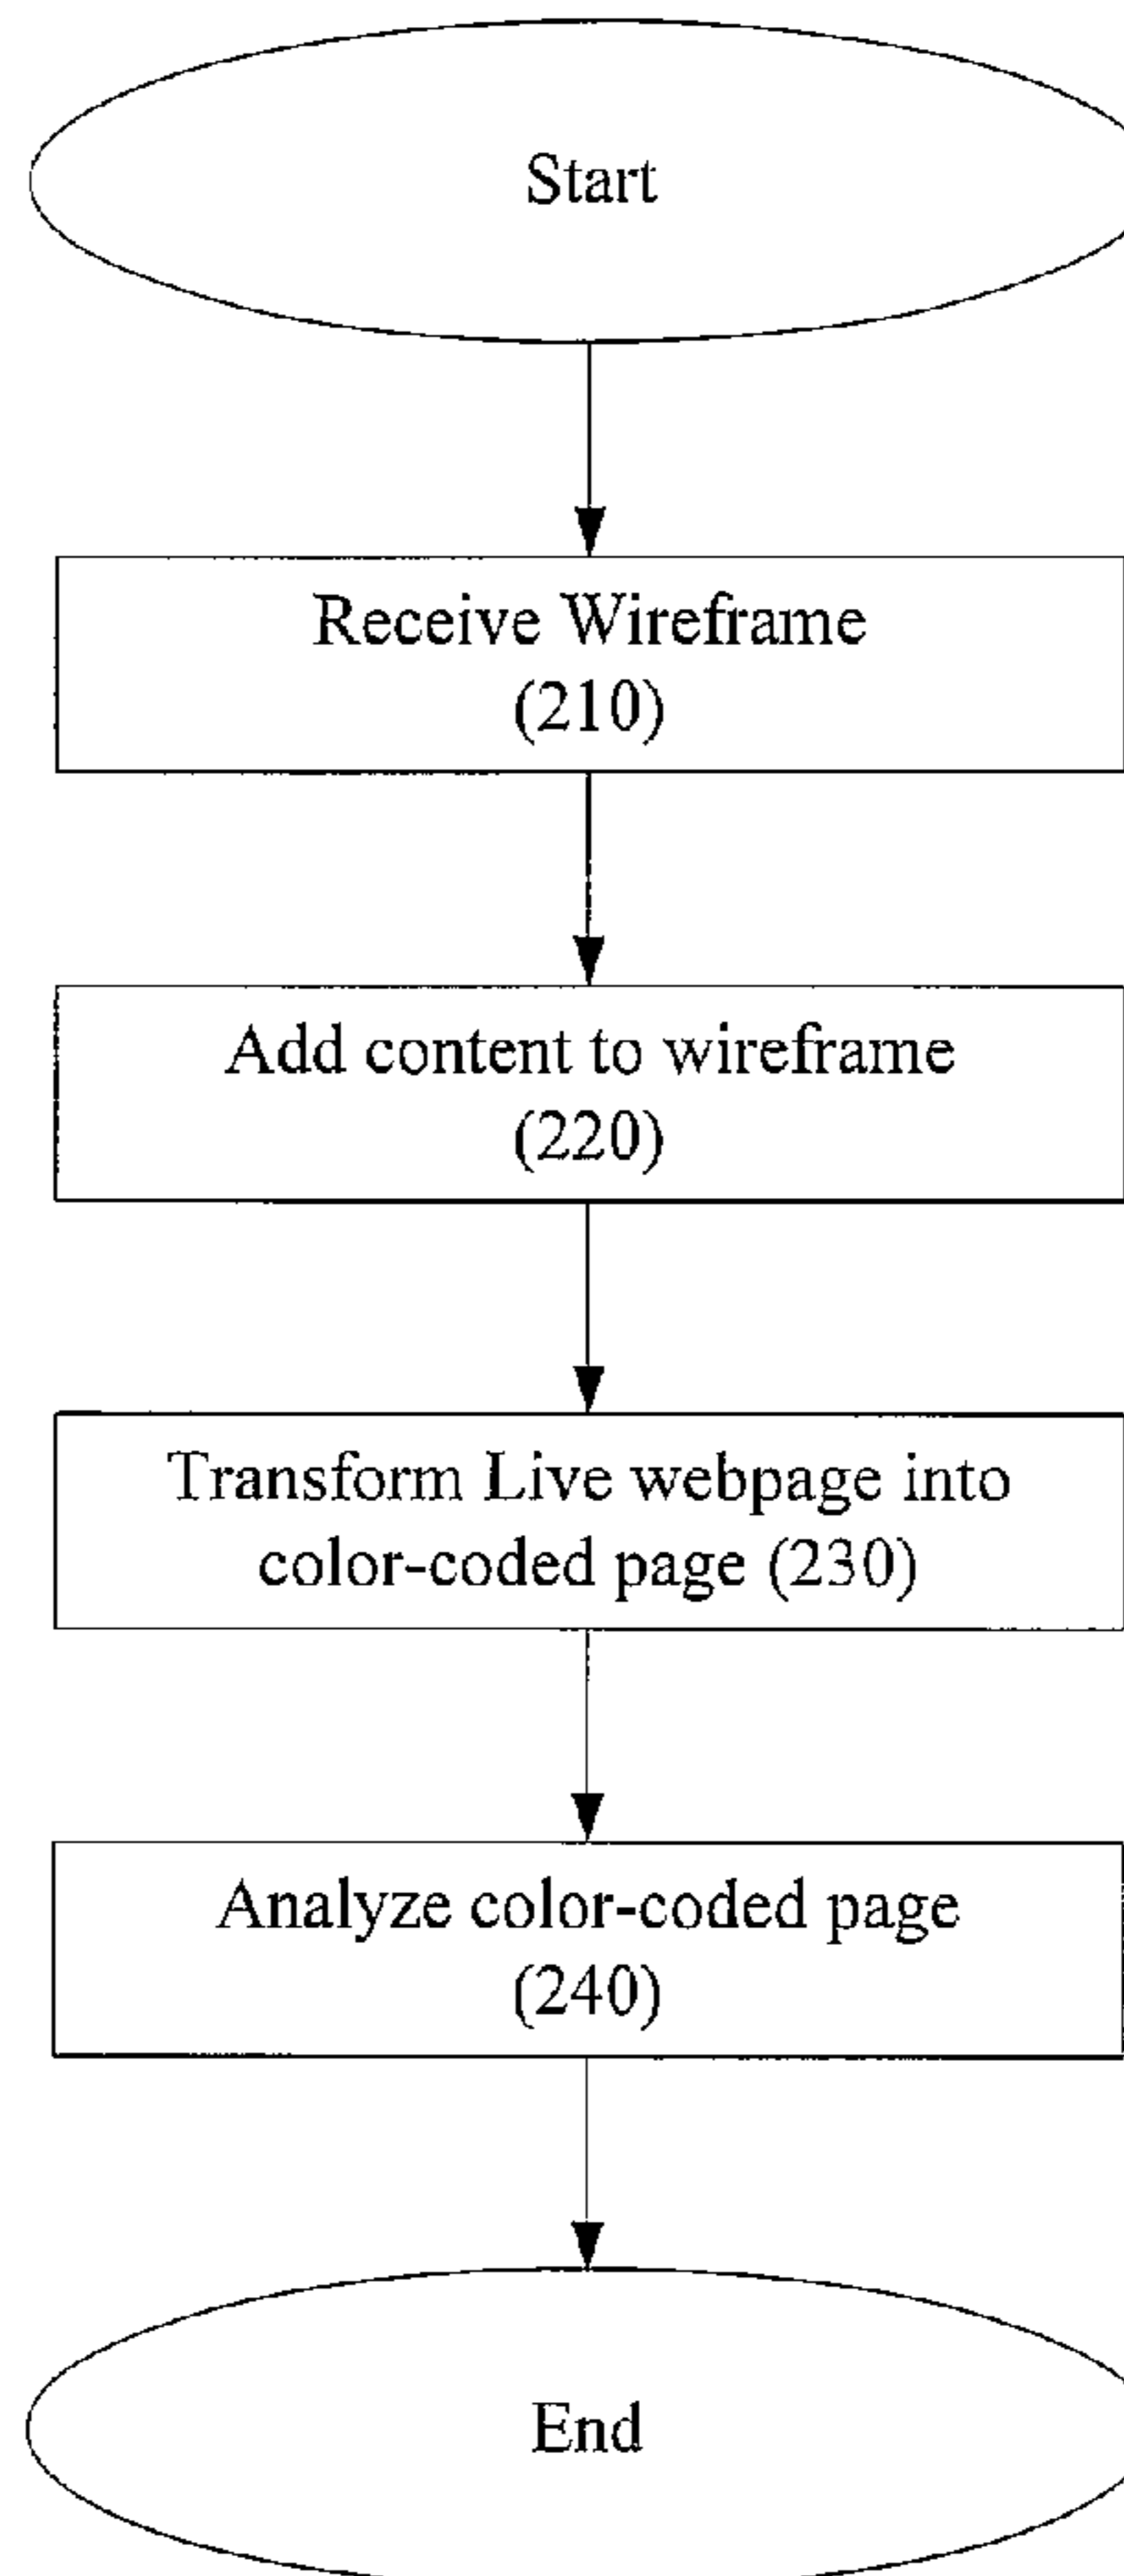 Start
Receive Wireframe
(210)
Add content to wireframe
(220)
Transform Live webpage into
color-coded page (230)
Analyze color-coded page
(240)
End